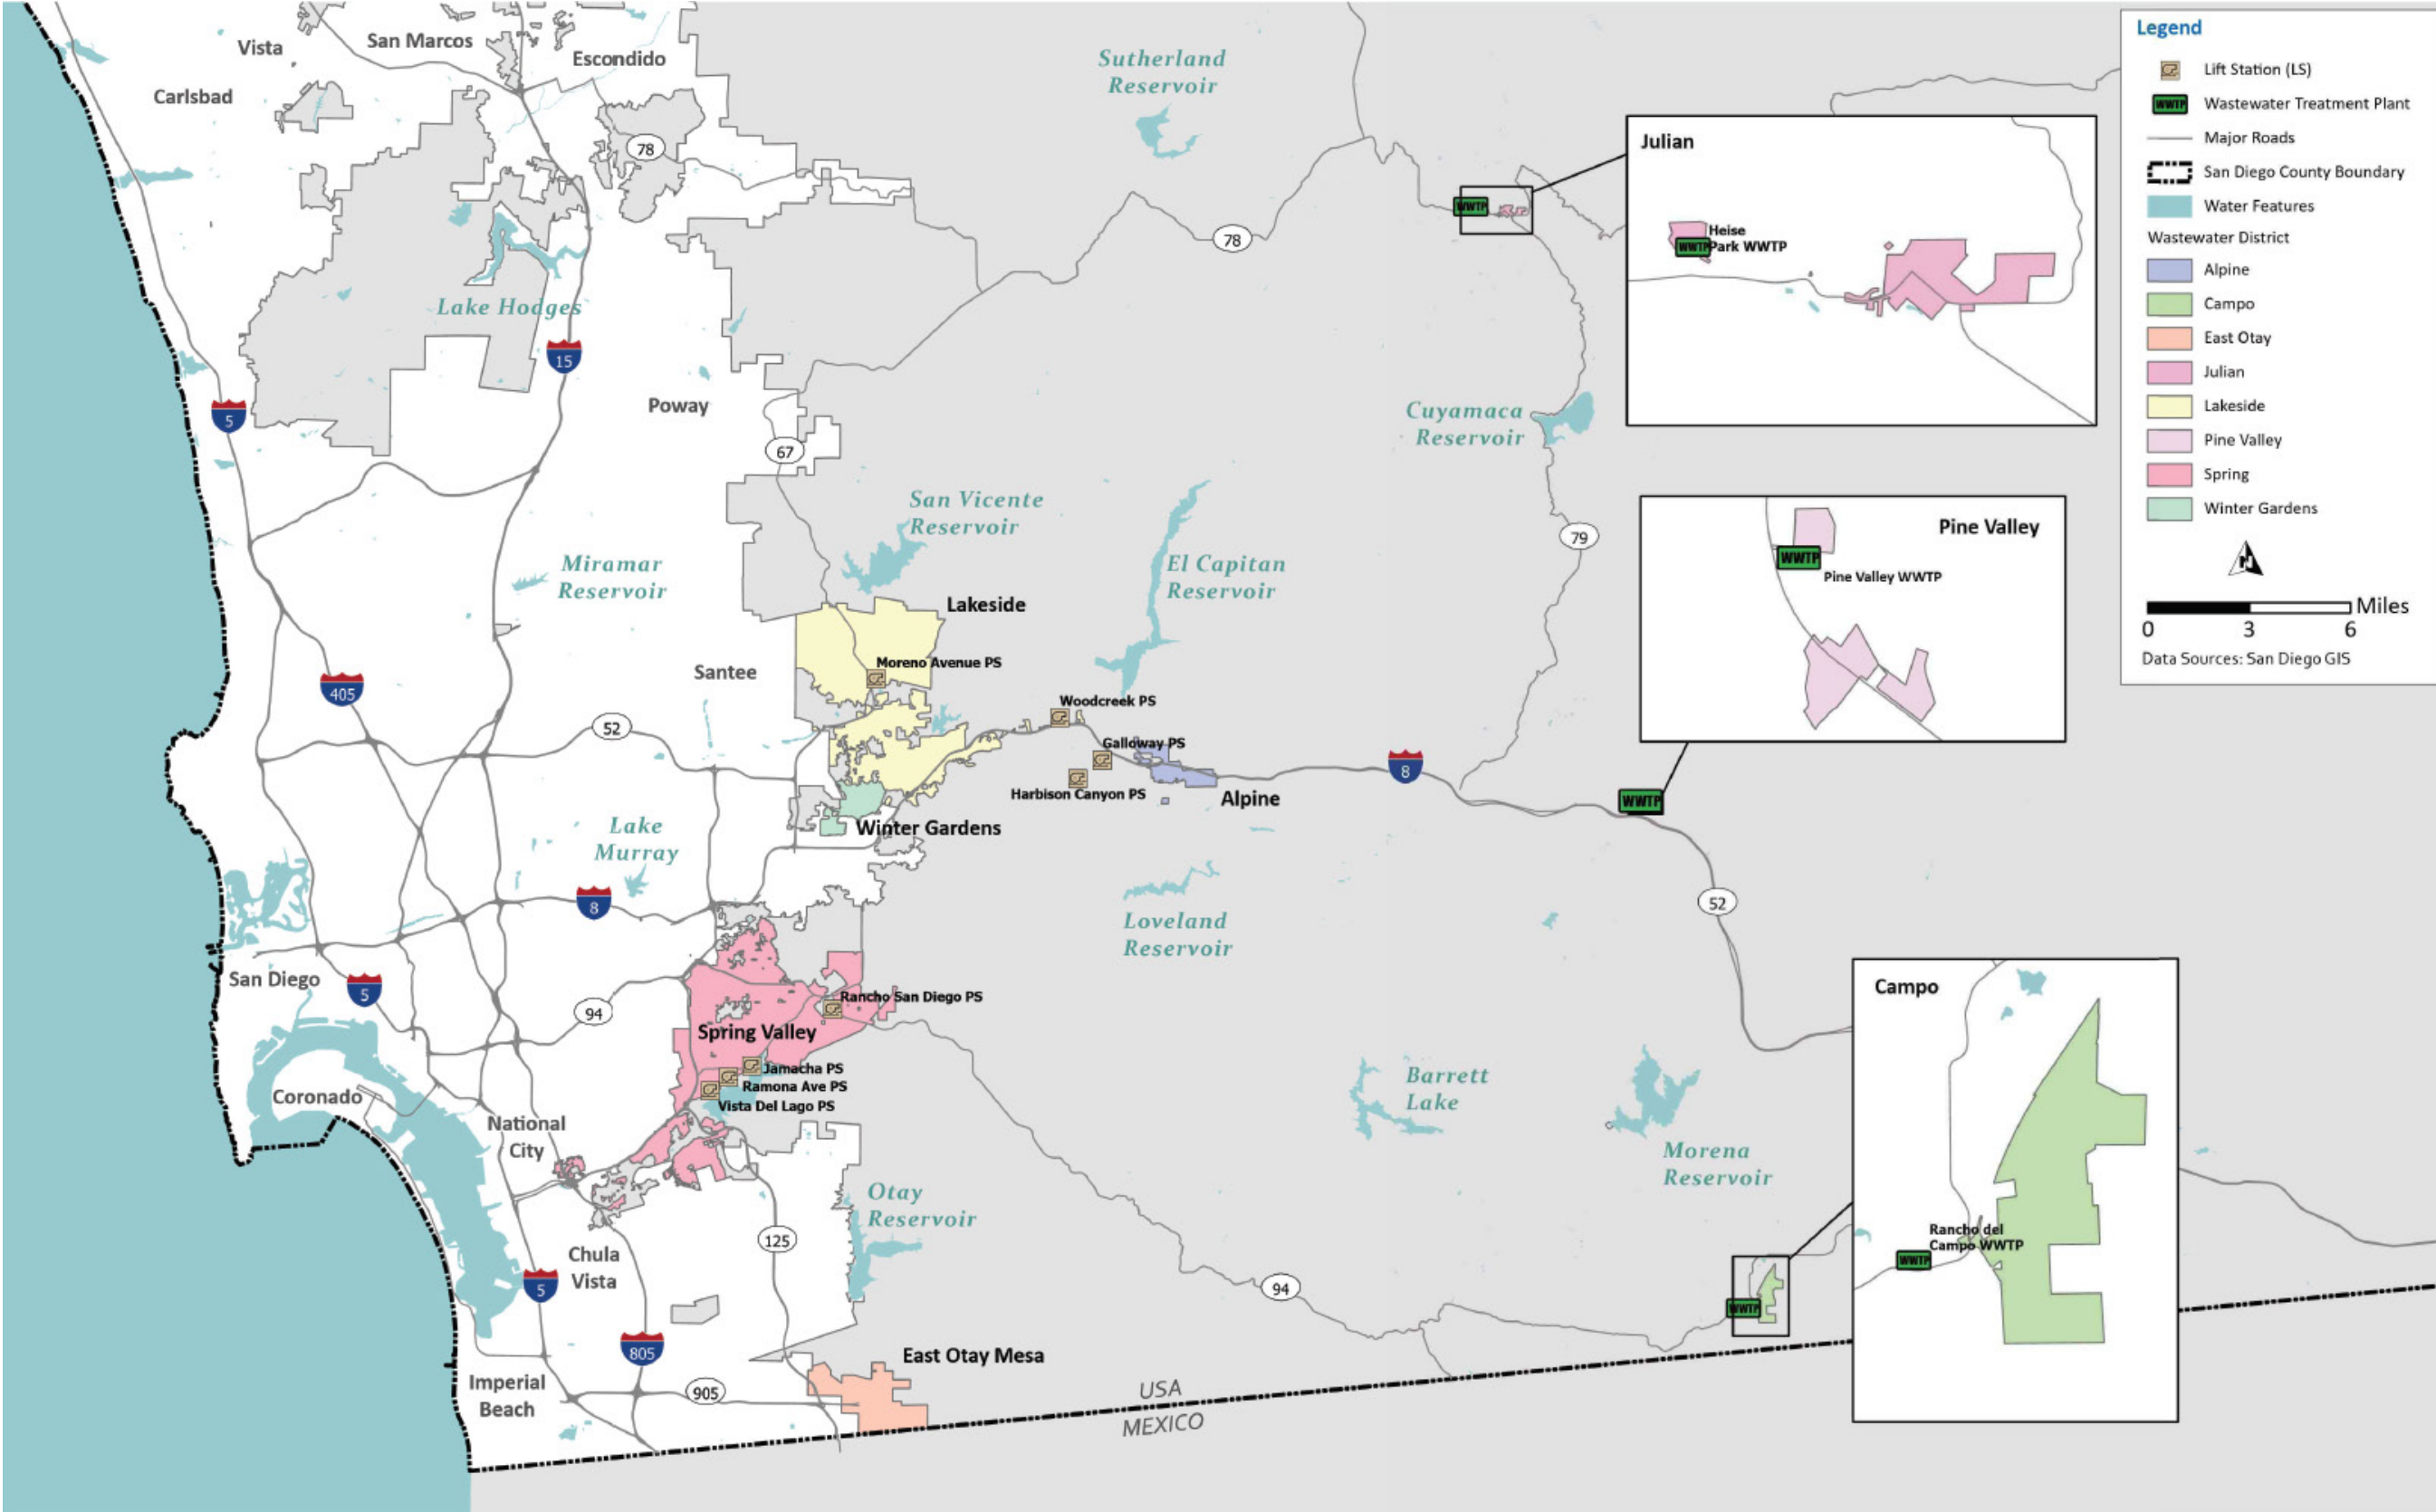 Vista
San Marcos
Escondido
Carlsbad
78
Sutherland
Reservoir
78
Lake Hodges
15
5
Poway
67
Cuyamaca
Reservoir
San Vicente
Reservoir
Miramar
Reservoir
El Capitan
Reservoir
79
Lakeside
Moreno Avenue PS
Santee
405
52
Woodcreek PS
Galloway PS
Harbison Canyon PS
Alpine
8
WWTP
WWTP
Winter Gardens
Lake
Murray
8
52
Loveland
Reservoir
San Diego
5
94
Rancho San Diego PS
Spring Valley
Jamacha PS
Ramona Ave PS
Vista Del Lago PS
Coronado
National
City
Barrett
Lake
Morena
Reservoir
Otay
Reservoir
125
Chula
Vista
5
94
WWTP
805
East Otay Mesa
Imperial
Beach
905
USA
MEXICO
Julian
Heise
WWTP Park WWTP
Pine Valley
WWTP
Pine Valley WWTP
Campo
Rancho del
Campo WWTP
WWTP
Legend
Lift Station (LS)
WWTP Wastewater Treatment Plant
Major Roads
San Diego County Boundary
Water Features
Wastewater District
Alpine
Campo
East Otay
Julian
Lakeside
Pine Valley
Spring
Winter Gardens
N
Miles
0 3 6
Data Sources: San Diego GIS